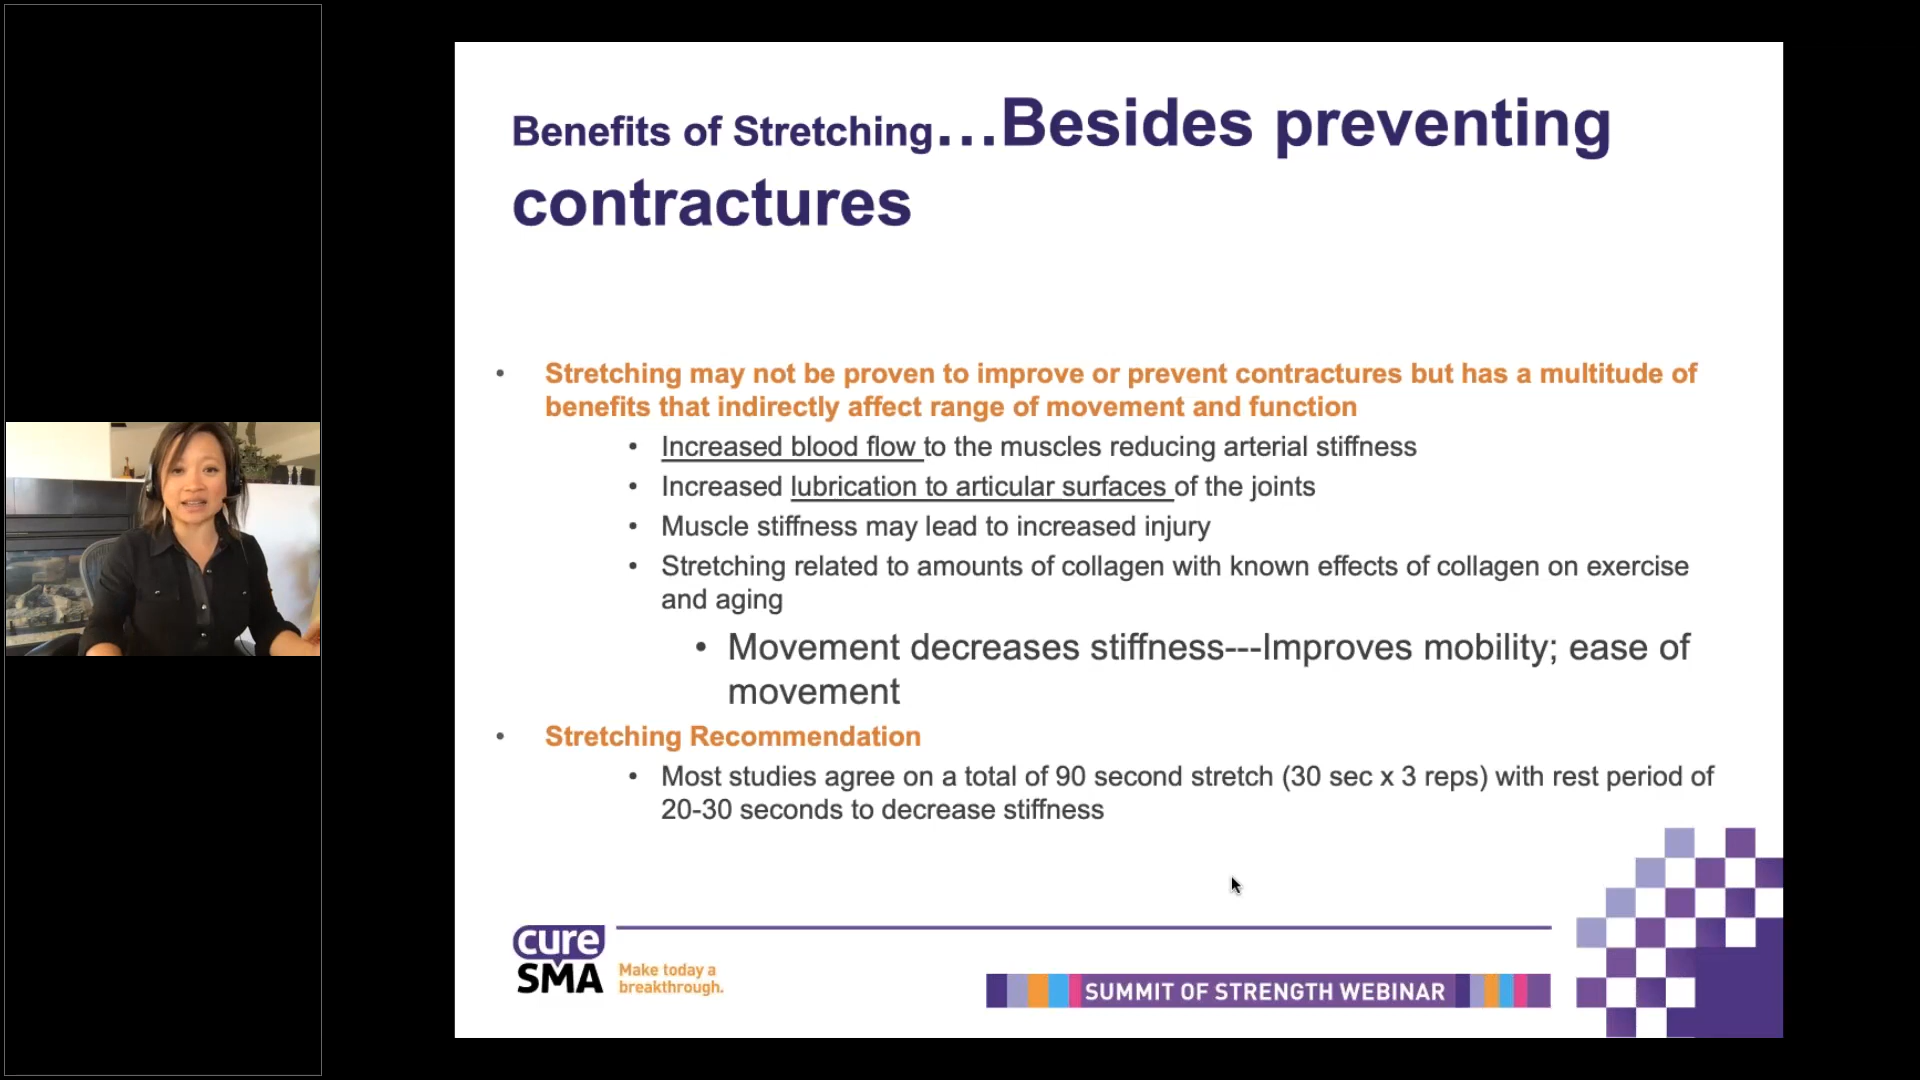 Benefits of Stretching…Besides preventing
contractures
• Stretching may not be proven to improve or prevent contractures but has a multitude of
benefits that indirectly affect range of movement and function
• Increased blood flow to the muscles reducing arterial stiffness
• Increased lubrication to articular surfaces of the joints
• Muscle stiffness may lead to increased injury
• Stretching related to amounts of collagen with known effects of collagen on exercise
and aging
• Movement decreases stiffness---Improves mobility; ease of
movement
• Stretching Recommendation
• Most studies agree on a total of 90 second stretch (30 sec x 3 reps) with rest period of
20-30 seconds to decrease stiffness
cure
SMA
Make today a
breakthrough.
SUMMIT OF STRENGTH WEBINAR